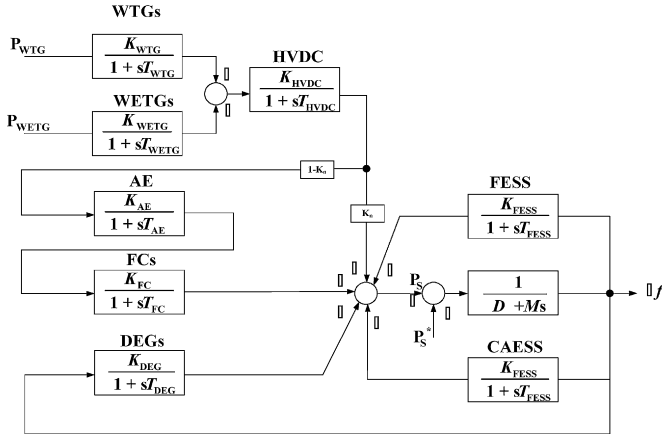 WTGs
P_WTG
K_WTG
1 + sT_WTG
WETGs
P_WETG
K_WETG
1 + sT_WETG
HVDC
K_HVDC
1 + sT_HVDC
1-K_n
K_n
AE
K_AE
1 + sT_AE
FCs
K_FC
1 + sT_FC
DEGs
K_DEG
1 + sT_DEG
FESS
K_FESS
1 + sT_FESS
P_S
P_S*
1
D +Ms
f
CAESS
K_FESS
1 + sT_FESS